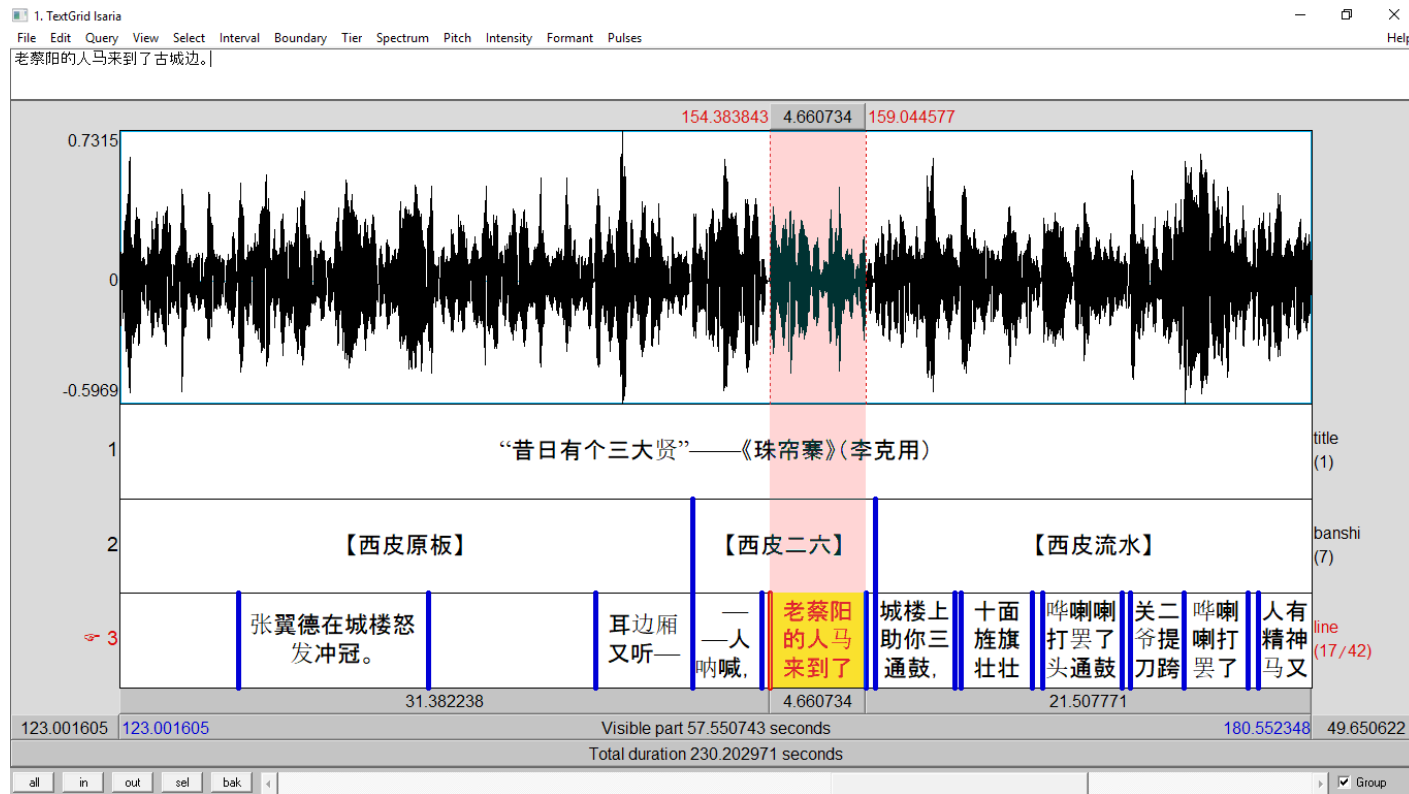 1. TextGrid Isaria
File Edit Query View Select Interval Boundary Tier Spectrum Pitch Intensity Formant Pulses Help
老蔡阳的人马来到了古城边。
154.383843 4.660734 159.044577
0.7315
0
-0.5969
1 “昔日有个三大贤”——《珠帘寨》(李克用) title
(1)
2 【西皮原板】 【西皮二六】 【西皮流水】 banshi
(7)
3
张翼德在城楼怒
发冲冠。
耳边厢
又听—
—
—人
呐喊,
老蔡阳
的人马
来到了
城楼上
助你三
通鼓,
十面
旌旗
壮壮
哗喇喇
打罢了
头通鼓
关二
爷提
刀跨
哗喇
喇打
罢了
人有
精神
马又
line
(17/42)
31.382238 4.660734 21.507771
123.001605 123.001605 Visible part 57.550743 seconds 180.552348 49.650622
Total duration 230.202971 seconds
all in out sel bak Group